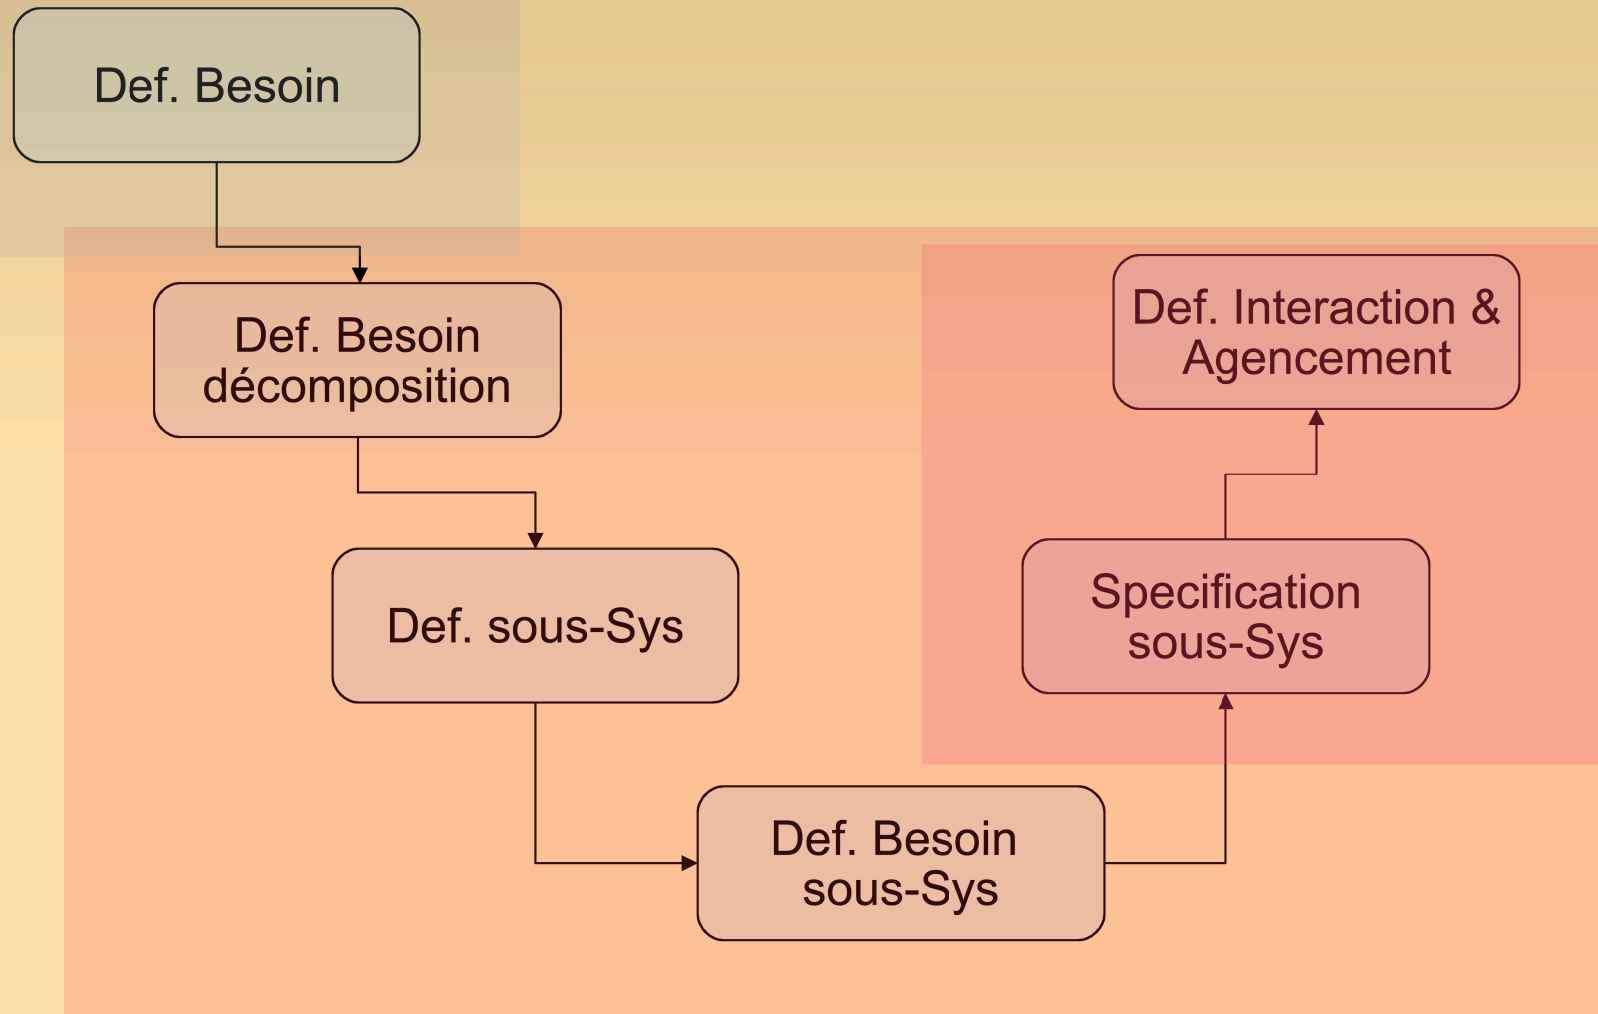 Def. Besoin
Def. Besoin
décomposition
Def. sous-Sys
Def. Besoin
sous-Sys
Specification
sous-Sys
Def. Interaction &
Agencement